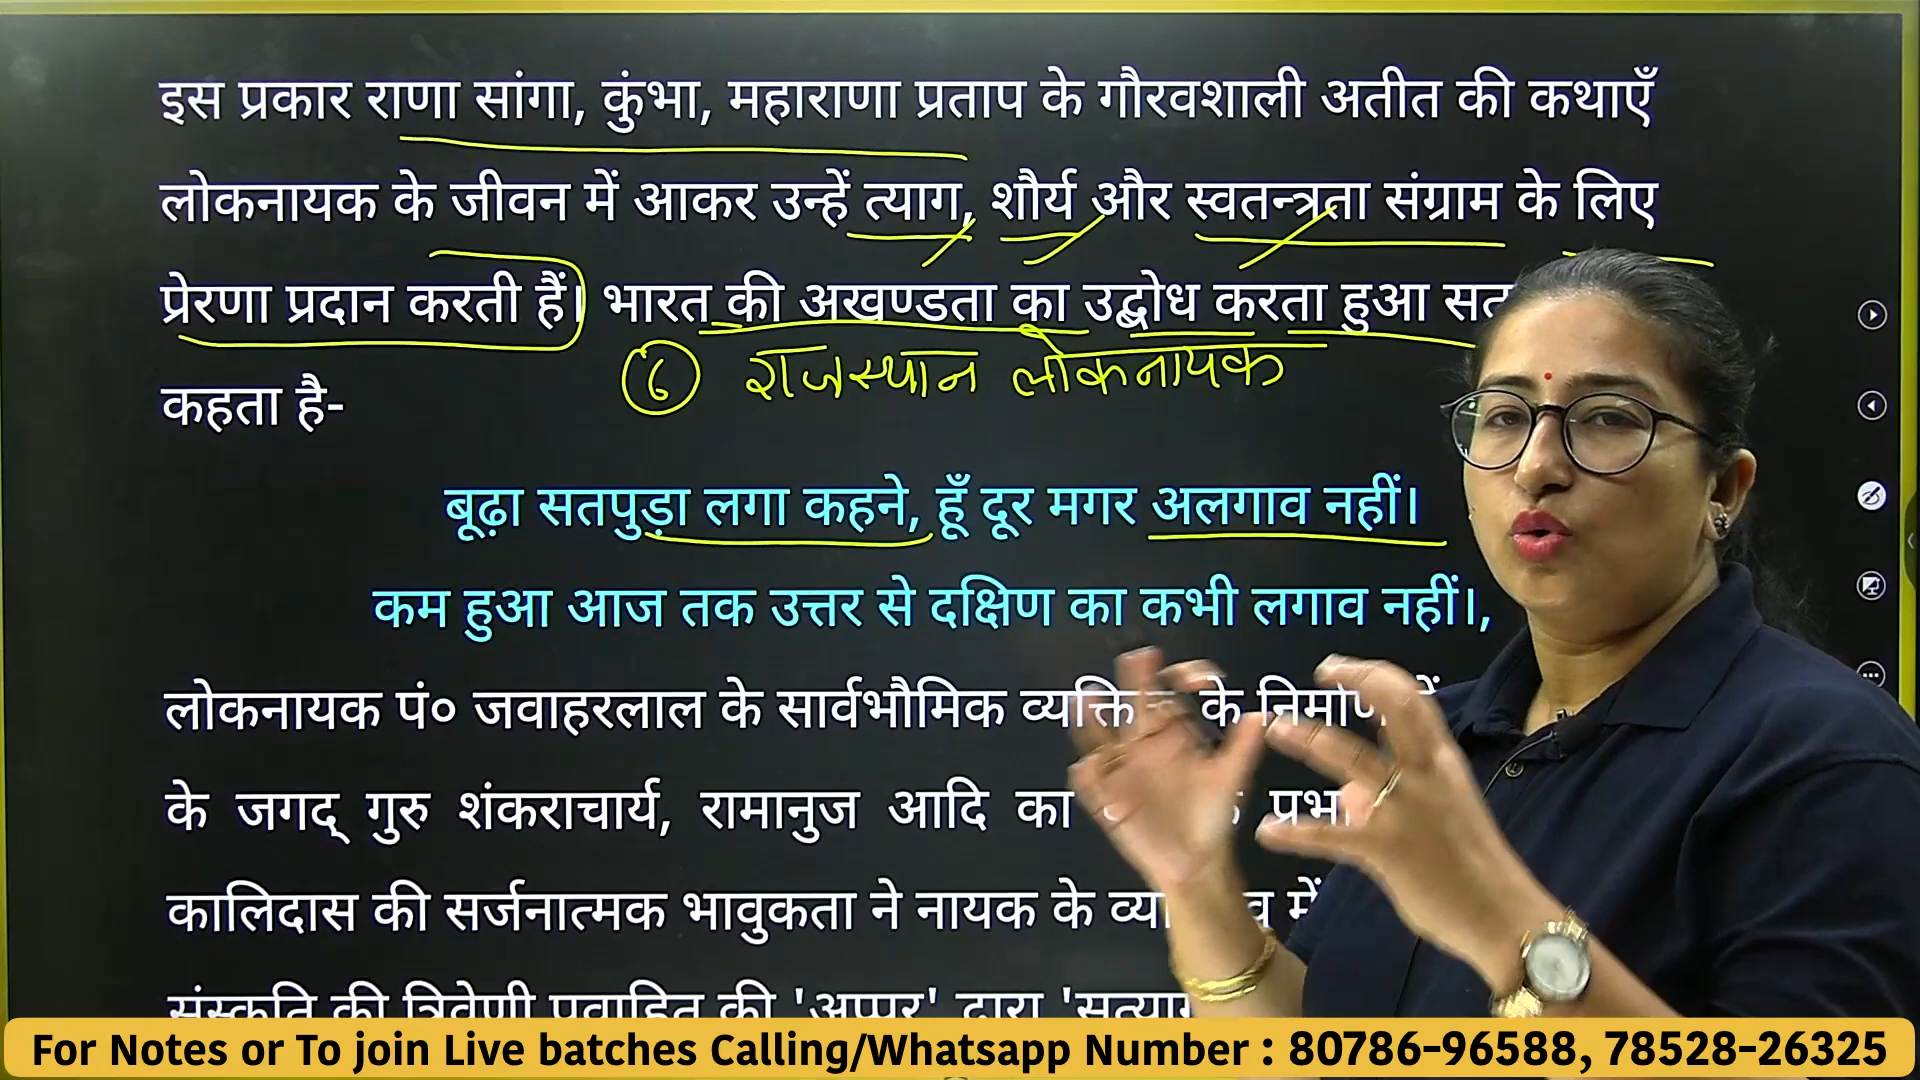 इस प्रकार राणा सांगा, कुंभा, महाराणा प्रताप के गौरवशाली अतीत की कथाएँ
लोकनायक के जीवन में आकर उन्हें त्याग, शौर्य और स्वतन्त्रता संग्राम के लिए
प्रेरणा प्रदान करती हैं। भारत की अखण्डता का उद्बोध करता हुआ
6 राजस्थान लोकनायक
कहता है-
बूढ़ा सतपुड़ा लगा कहने, हूँ दूर मगर अलगाव नहीं।
कम हुआ आज तक उत्तर से दक्षिण का कभी लगाव नहीं।,
लोकनायक पं० जवाहरलाल के सार्वभौमिक के
के जगद् गुरु शंकराचार्य, रामानुज आदि का
कालिदास की सर्जनात्मक भावुकता ने नायक के में
संस्कृति की त्रिवेणी प्रवाहित की 'अप्पर' द्वारा
For Notes or To join Live batches Calling/Whatsapp Number : 80786-96588, 78528-26325